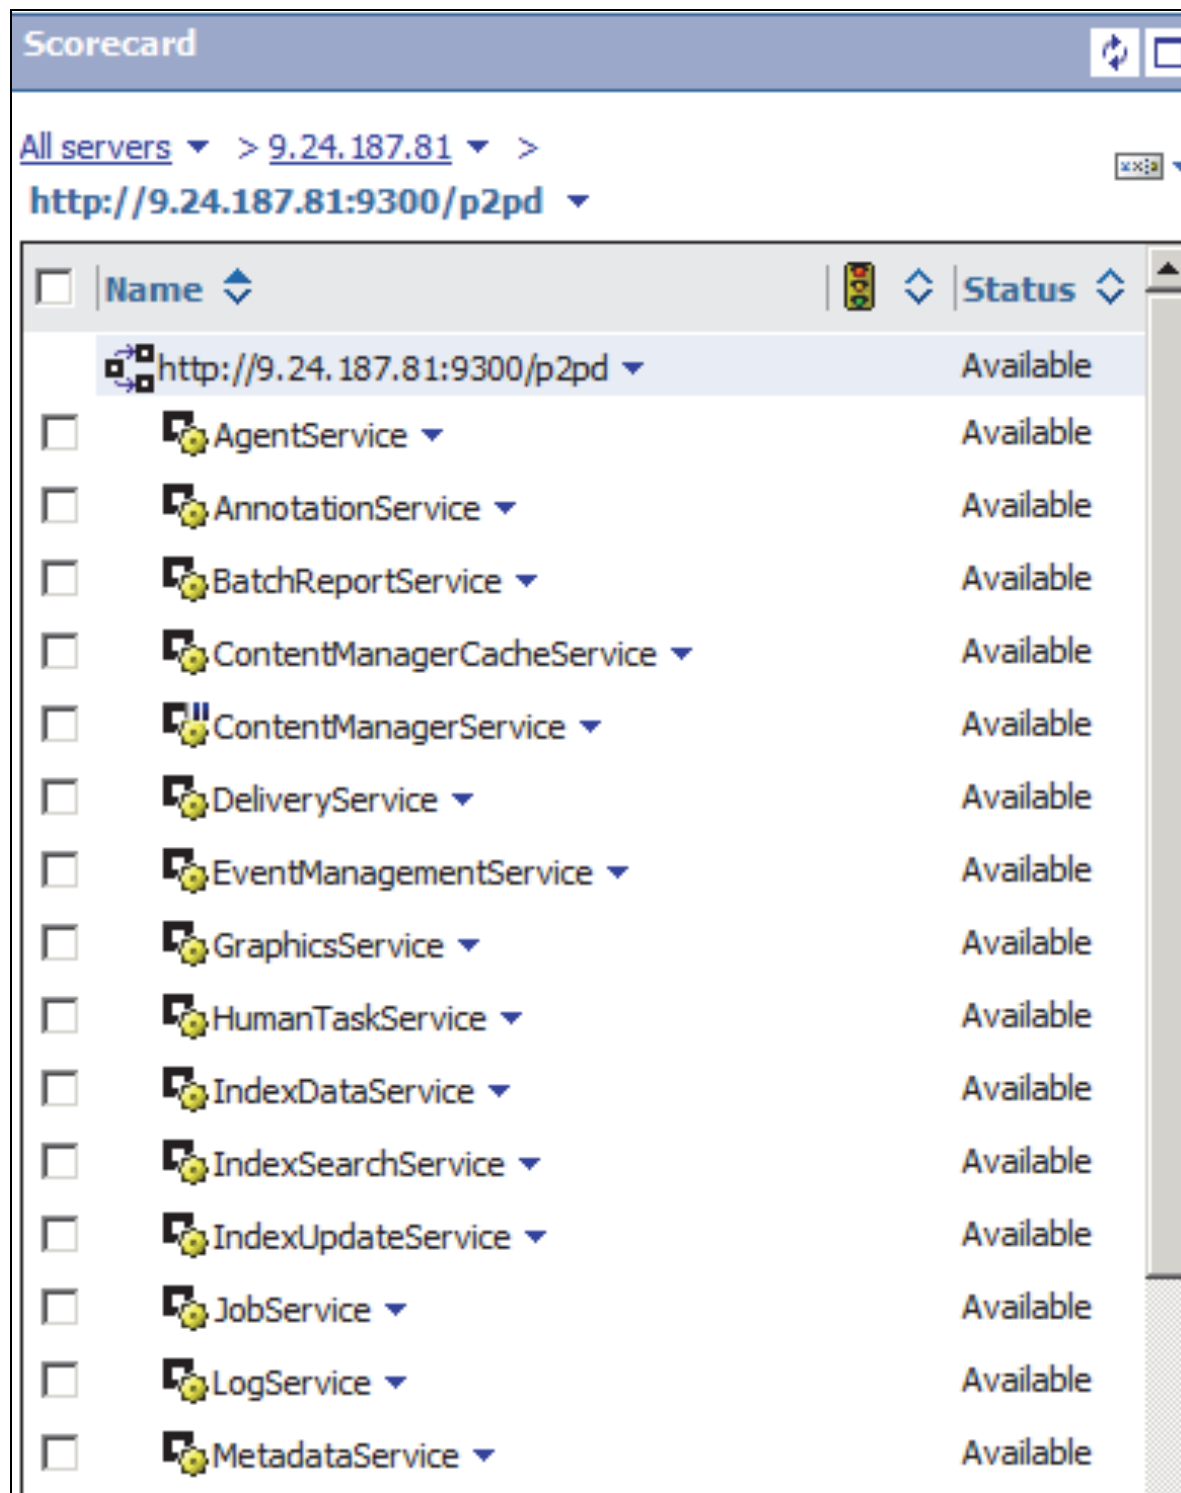 Scorecard
All servers > 9.24.187.81 >
http://9.24.187.81:9300/p2pd
Name Status
http://9.24.187.81:9300/p2pd Available
AgentService Available
AnnotationService Available
BatchReportService Available
ContentManagerCacheService Available
ContentManagerService Available
DeliveryService Available
EventManagementService Available
GraphicsService Available
HumanTaskService Available
IndexDataService Available
IndexSearchService Available
IndexUpdateService Available
JobService Available
LogService Available
MetadataService Available